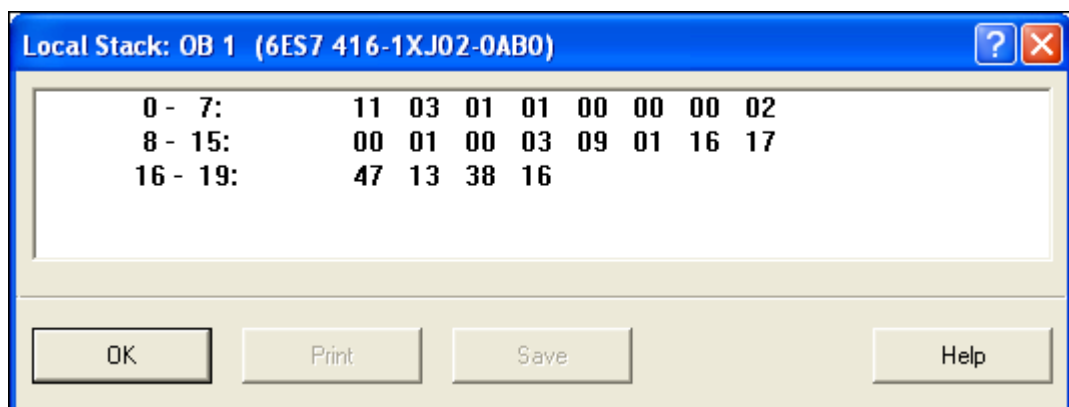 Local Stack: OB 1 (6ES7 416-1XJ02-0AB0)
0 - 7: 11 03 01 01 00 00 00 02
8 - 15: 00 01 00 03 09 01 16 17
16 - 19: 47 13 38 16
OK Print Save Help